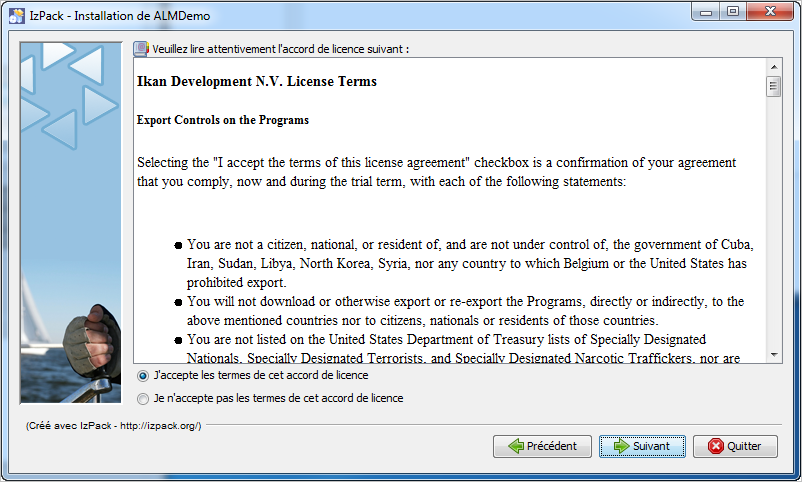 IzPack - Installation de ALMDemo
Veuillez lire attentivement l'accord de licence suivant :
Ikan Development N.V. License Terms
Export Controls on the Programs
Selecting the "I accept the terms of this license agreement" checkbox is a confirmation of your agreement
that you comply, now and during the trial term, with each of the following statements:
You are not a citizen, national, or resident of, and are not under control of, the government of Cuba,
Iran, Sudan, Libya, North Korea, Syria, nor any country to which Belgium or the United States has
prohibited export.
You will not download or otherwise export or re-export the Programs, directly or indirectly, to the
above mentioned countries nor to citizens, nationals or residents of those countries.
You are not listed on the United States Department of Treasury lists of Specially Designated
Nationals, Specially Designated Terrorists, and Specially Designated Narcotic Traffickers, nor are
J'accepte les termes de cet accord de licence
Je n'accepte pas les termes de cet accord de licence
(Créé avec IzPack - http://izpack.org/)
Précédent
Suivant
Quitter